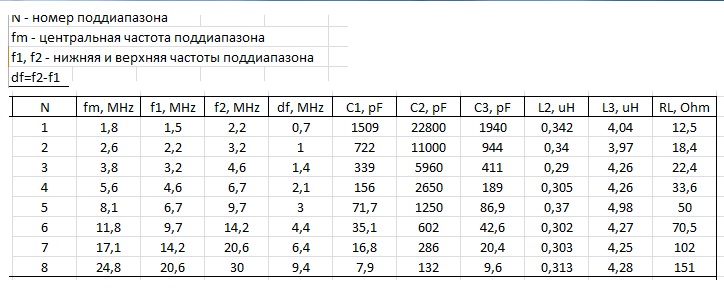 N - номер поддиапазона
fm - центральная частота поддиапазона
f1, f2 - нижняя и верхняя частоты поддиапазона
df=f2-f1
N fm, MHz f1, MHz f2, MHz df, MHz C1, pF C2, pF C3, pF L2, uH L3, uH RL, Ohm
1 1,8 1,5 2,2 0,7 1509 22800 1940 0,342 4,04 12,5
2 2,6 2,2 3,2 1 722 11000 944 0,34 3,97 18,4
3 3,8 3,2 4,6 1,4 339 5960 411 0,29 4,26 22,4
4 5,6 4,6 6,7 2,1 156 2650 189 0,305 4,26 33,6
5 8,1 6,7 9,7 3 71,7 1250 86,9 0,37 4,98 50
6 11,8 9,7 14,2 4,4 35,1 602 42,6 0,302 4,27 70,5
7 17,1 14,2 20,6 6,4 16,8 286 20,4 0,303 4,25 102
8 24,8 20,6 30 9,4 7,9 132 9,6 0,313 4,28 151